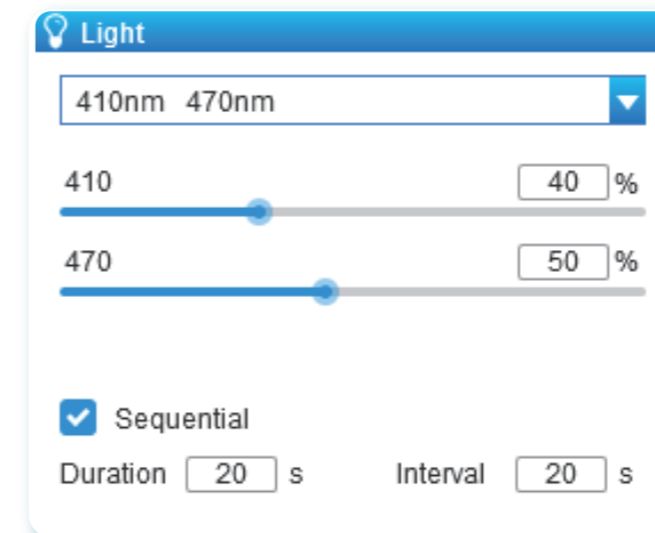 Light
410nm 470nm
410 40 %
470 50 %
Sequential
Duration 20 s Interval 20 s